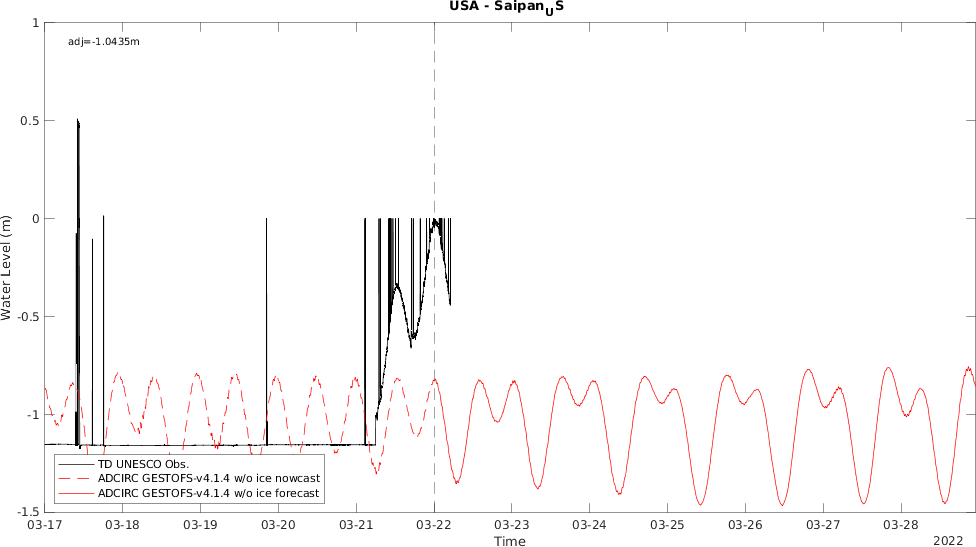 USA - Saipan_US
adj=-1.0435m
1
0.5
0
-0.5
-1
-1.5
Water Level (m)
TD UNESCO Obs.
ADCIRC GESTOFS-v4.1.4 w/o ice nowcast
ADCIRC GESTOFS-v4.1.4 w/o ice forecast
03-17 03-18 03-19 03-20 03-21 03-22 03-23 03-24 03-25 03-26 03-27 03-28
Time
2022